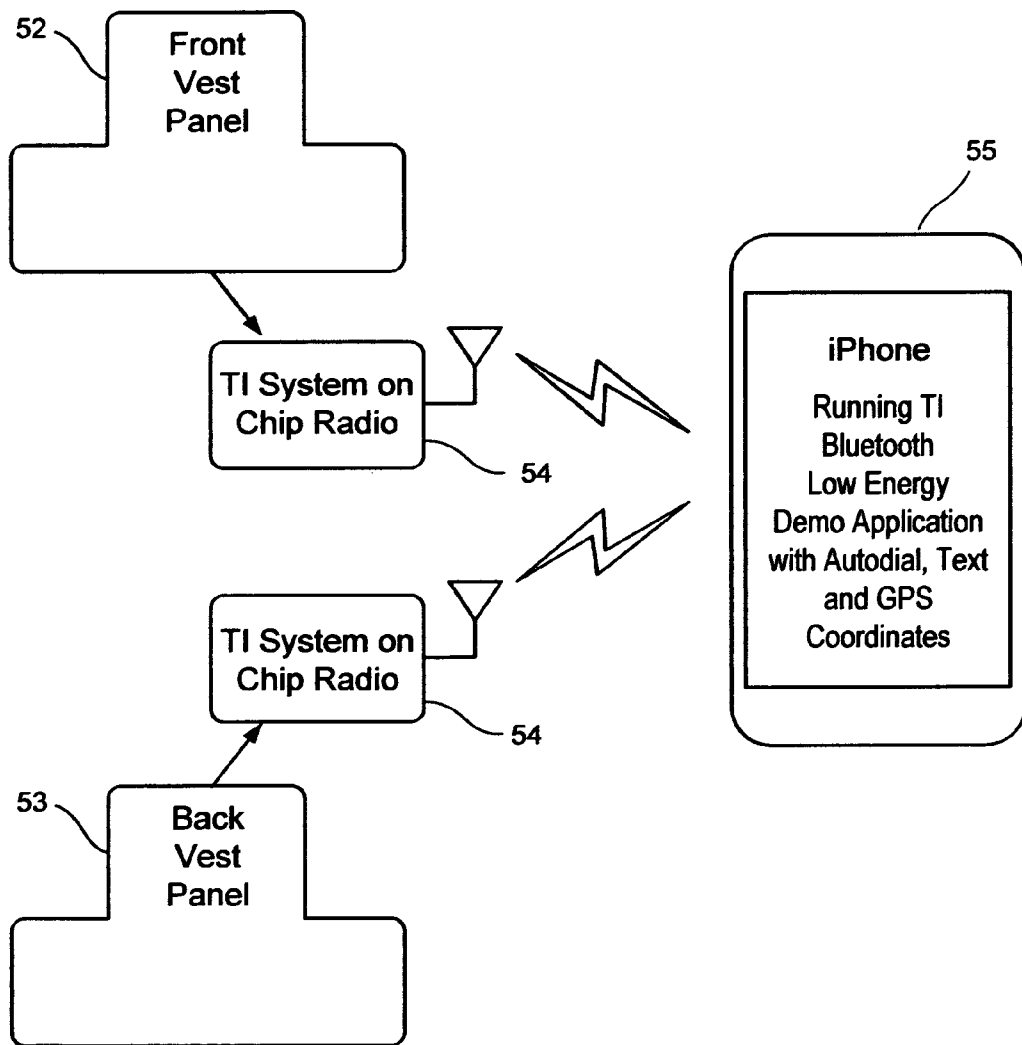 52
Front
Vest
Panel
55
TI System on
Chip Radio
54
iPhone
Running TI
Bluetooth
Low Energy
Demo Application
with Autodial, Text
and GPS
Coordinates
TI System on
Chip Radio
54
53
Back
Vest
Panel